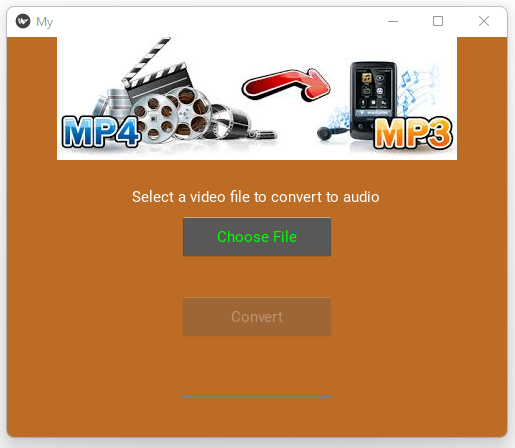 My
MP4
MP3
Select a video file to convert to audio
Choose File
Convert